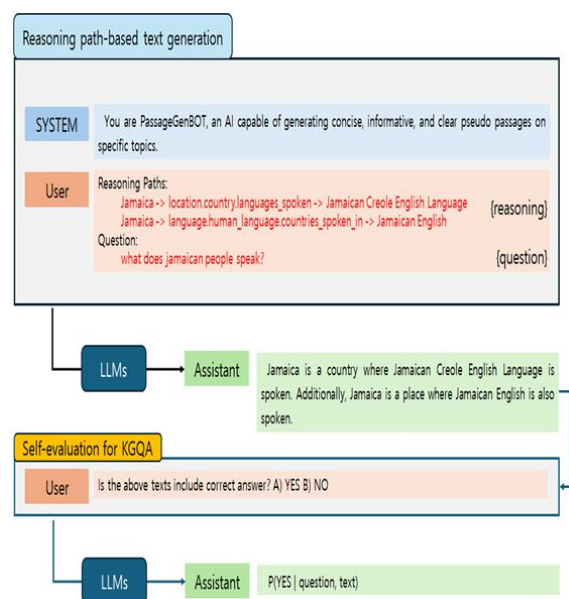 Reasoning path-based text generation
SYSTEM
You are PassageGenBOT, an AI capable of generating concise, informative, and clear pseudo passages on
specific topics.
User
Reasoning Paths:
Jamaica -> location.country.languages_spoken -> Jamaican Creole English Language
Jamaica -> language.human_language.countries_spoken_in -> Jamaican English
{reasoning}
Question:
what does jamaican people speak?
{question}
LLMs
Assistant
Jamaica is a country where Jamaican Creole English Language is
spoken. Additionally, Jamaica is a place where Jamaican English is also
spoken.
Self-evaluation for KGQA
User
Is the above texts include correct answer? A) YES B) NO
LLMs
Assistant
P(YES | question, text)